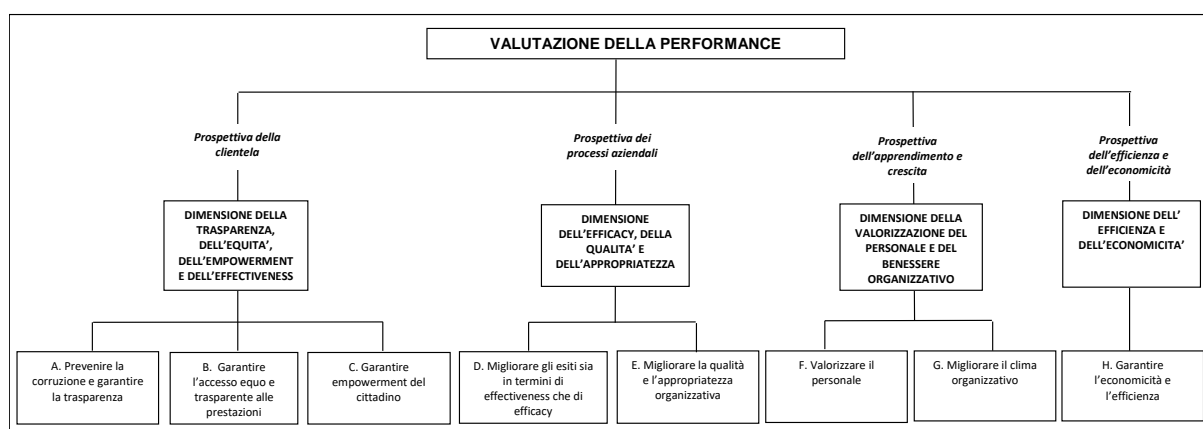 VALUTAZIONE DELLA PERFORMANCE
Prospettiva della
clientela
Prospettiva dei
processi aziendali
Prospettiva
dell'apprendimento e
crescita
Prospettiva
dell'efficienza e
dell'economicità
DIMENSIONE DELLA
TRASPARENZA,
DELL'EQUITA',
DELL'EMPOWERMENT
E DELL'EFFECTIVENESS
DIMENSIONE
DELL'EFFICACY, DELLA
QUALITA' E
DELL'APPROPRIATEZZA
DIMENSIONE DELLA
VALORIZZAZIONE DEL
PERSONALE E DEL
BENESSERE
ORGANIZZATIVO
DIMENSIONE DELL'
EFFICIENZA E
DELL'ECONOMICITA'
A. Prevenire la
corruzione e garantire
la trasparenza
B. Garantire
l'accesso equo e
trasparente alle
prestazioni
C. Garantire
empowerment del
cittadino
D. Migliorare gli esiti sia
in termini di
effectiveness che di
efficacy
E. Migliorare la qualità
e l'appropriatezza
organizzativa
F. Valorizzare il
personale
G. Migliorare il clima
organizzativo
H. Garantire
l'economicità e
l'efficienza